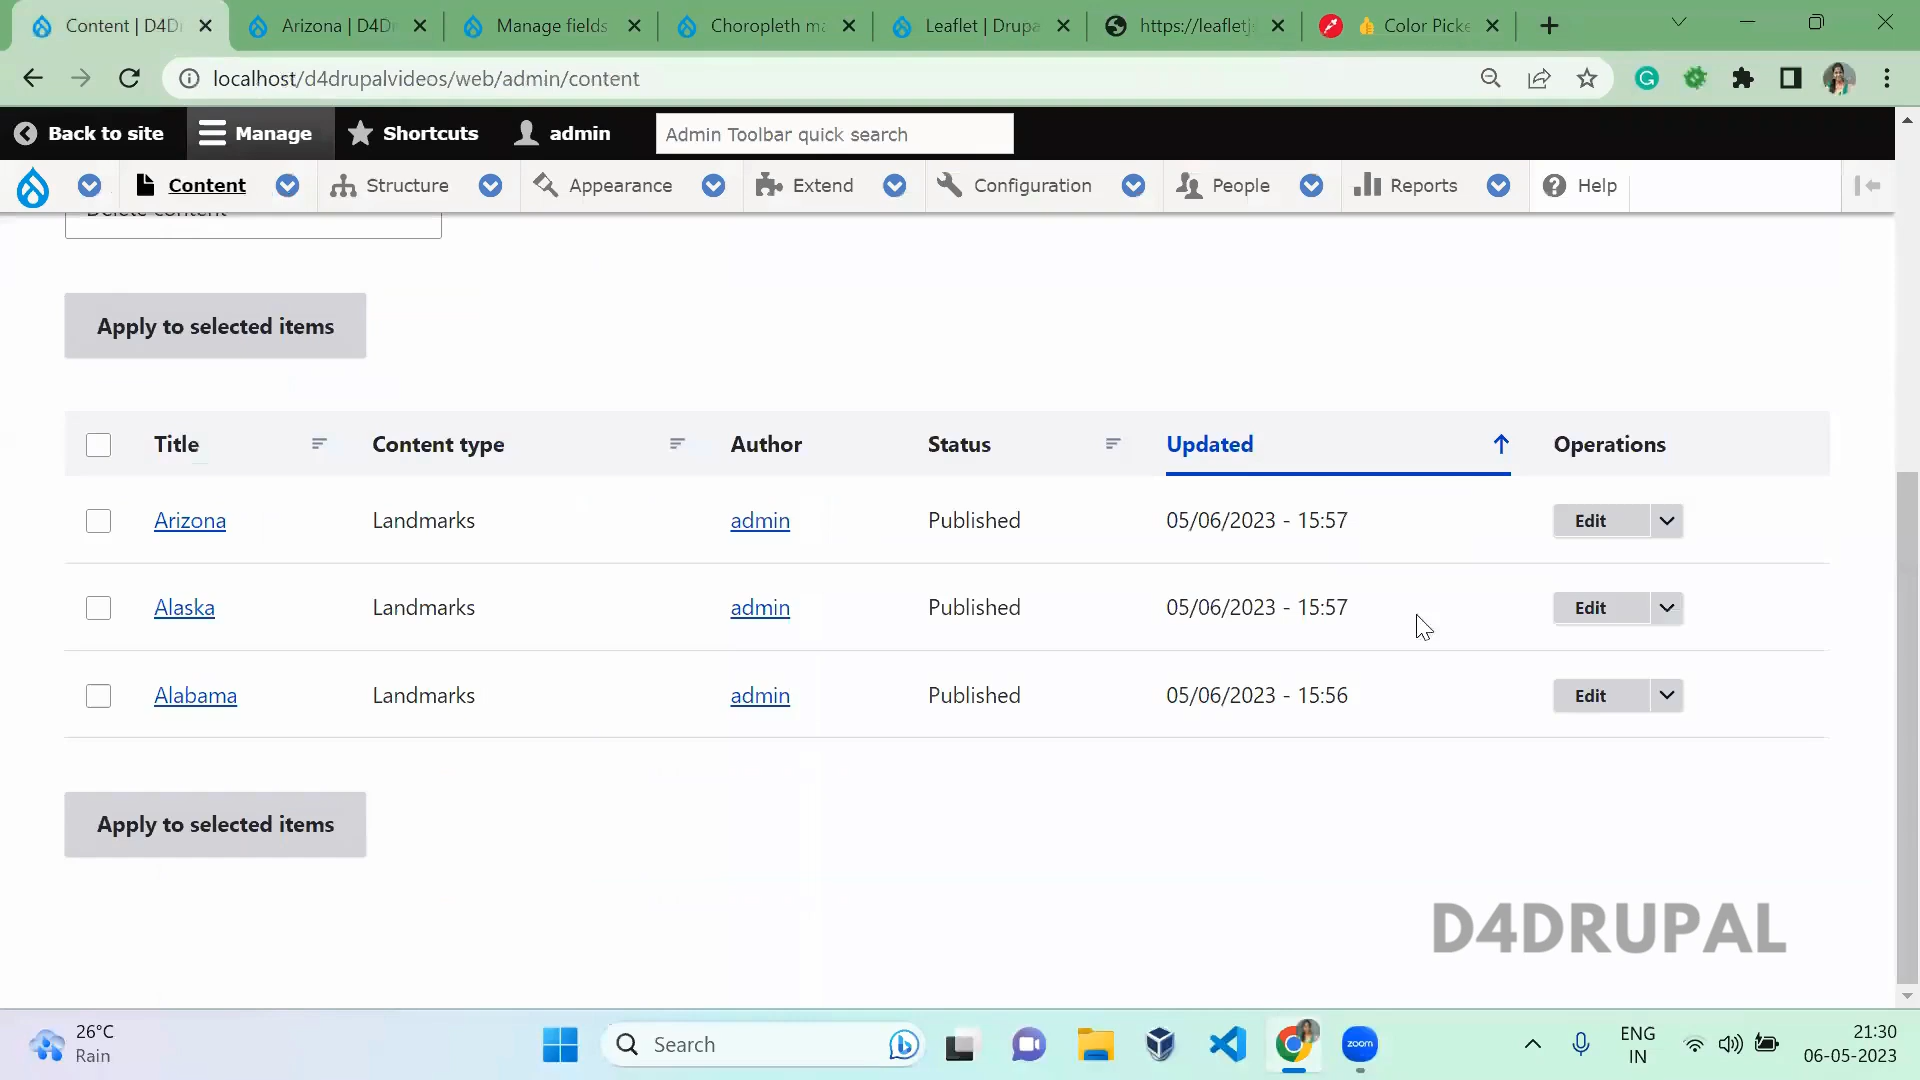 Content | D4D
Arizona | D4D
Manage fields
Choropleth m
Leaflet | Drupa
https://leafletj
Color Picke
localhost/d4drupalvideos/web/admin/content
Back to site
Manage
Shortcuts
admin
Admin Toolbar quick search
Content
Structure
Appearance
Extend
Configuration
People
Reports
Help
Delete content
Apply to selected items
Title
Content type
Author
Status
Updated
Operations
Arizona
Landmarks
admin
Published
05/06/2023 - 15:57
Edit
Alaska
Landmarks
admin
Published
05/06/2023 - 15:57
Edit
Alabama
Landmarks
admin
Published
05/06/2023 - 15:56
Edit
Apply to selected items
D4DRUPAL
26°C
Rain
Search
zoom
ENG
IN
21:30
06-05-2023